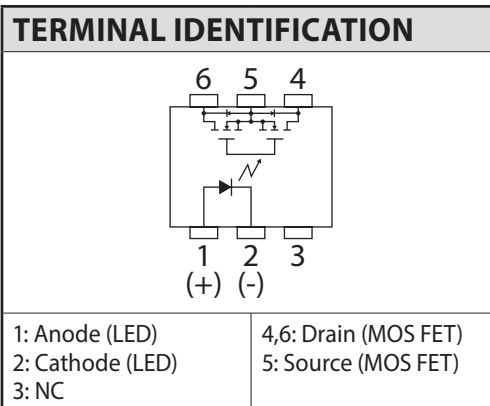 TERMINAL IDENTIFICATION
6 5 4
1 2 3
(+) (-)
1: Anode (LED)
2: Cathode (LED)
3: NC
4,6: Drain (MOS FET)
5: Source (MOS FET)